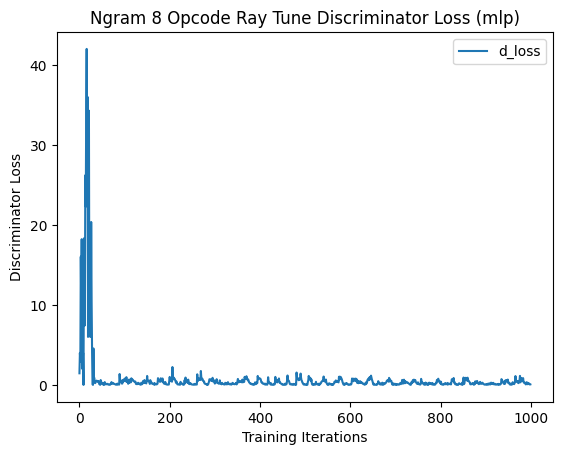 Ngram 8 Opcode Ray Tune Discriminator Loss (mlp)
d_loss
40
30
20
10
0
Discriminator Loss
0 200 400 600 800 1000
Training Iterations